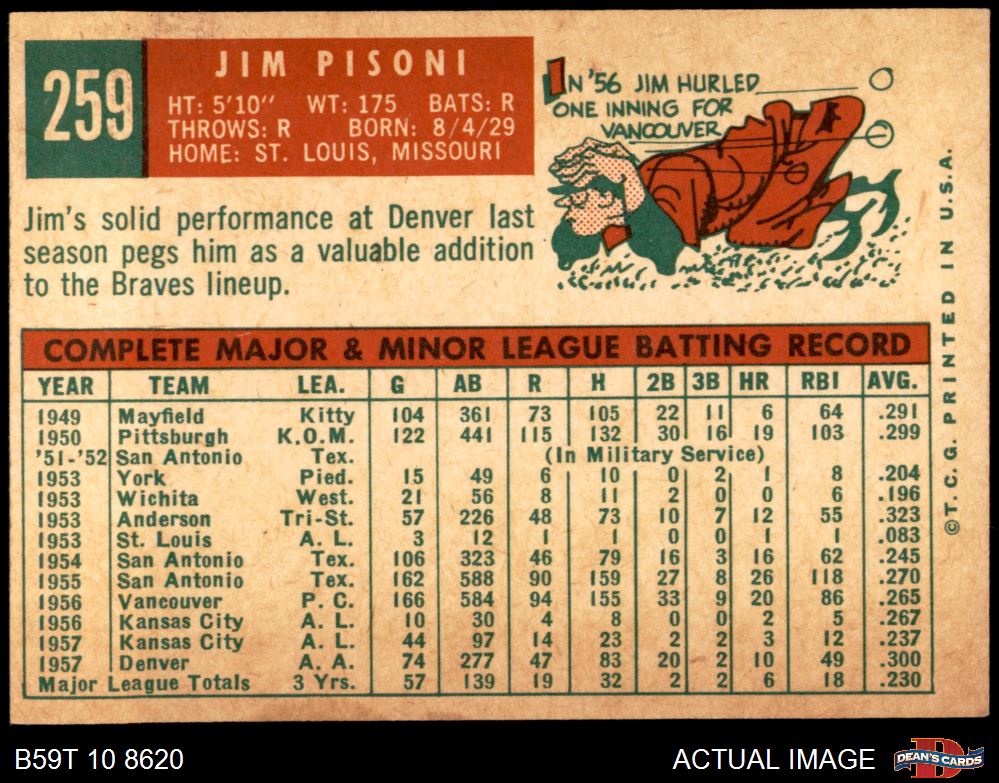 259
JIM PISONI
HT: 5'10" WT: 175 BATS: R
THROWS: R BORN: 8/4/29
HOME: ST. LOUIS, MISSOURI
IN '56 JIM HURLED
ONE INNING FOR
VANCOUVER
Jim's solid performance at Denver last
season pegs him as a valuable addition
to the Braves lineup.
COMPLETE MAJOR & MINOR LEAGUE BATTING RECORD
YEAR TEAM LEA. G AB R H 2B 3B HR RBI AVG.
1949 Mayfield Kitty 104 361 73 105 22 11 6 64 .291
1950 Pittsburgh K.O.M. 122 441 115 132 30 16 19 103 .299
'51-'52 San Antonio Tex. (In Military Service)
1953 York Pied. 15 49 6 10 0 2 1 8 .204
1953 Wichita West. 21 56 8 11 2 0 0 6 .196
1953 Anderson Tri-St. 57 226 48 73 10 7 12 55 .323
1953 St. Louis A. L. 3 12 1 1 0 0 1 1 .083
1954 San Antonio Tex. 106 323 46 79 16 3 16 62 .245
1955 San Antonio Tex. 162 588 90 159 27 8 26 118 .270
1956 Vancouver P. C. 166 584 94 155 33 9 20 86 .265
1956 Kansas City A. L. 10 30 4 8 0 0 2 5 .267
1957 Kansas City A. L. 44 97 14 23 2 2 3 12 .237
1957 Denver A. A. 74 277 47 83 20 2 10 49 .300
Major League Totals 3 Yrs. 57 139 19 32 2 2 6 18 .230
©T. C. G. PRINTED IN U.S.A.
B59T 10 8620
ACTUAL IMAGE
D
DEAN'S CARDS